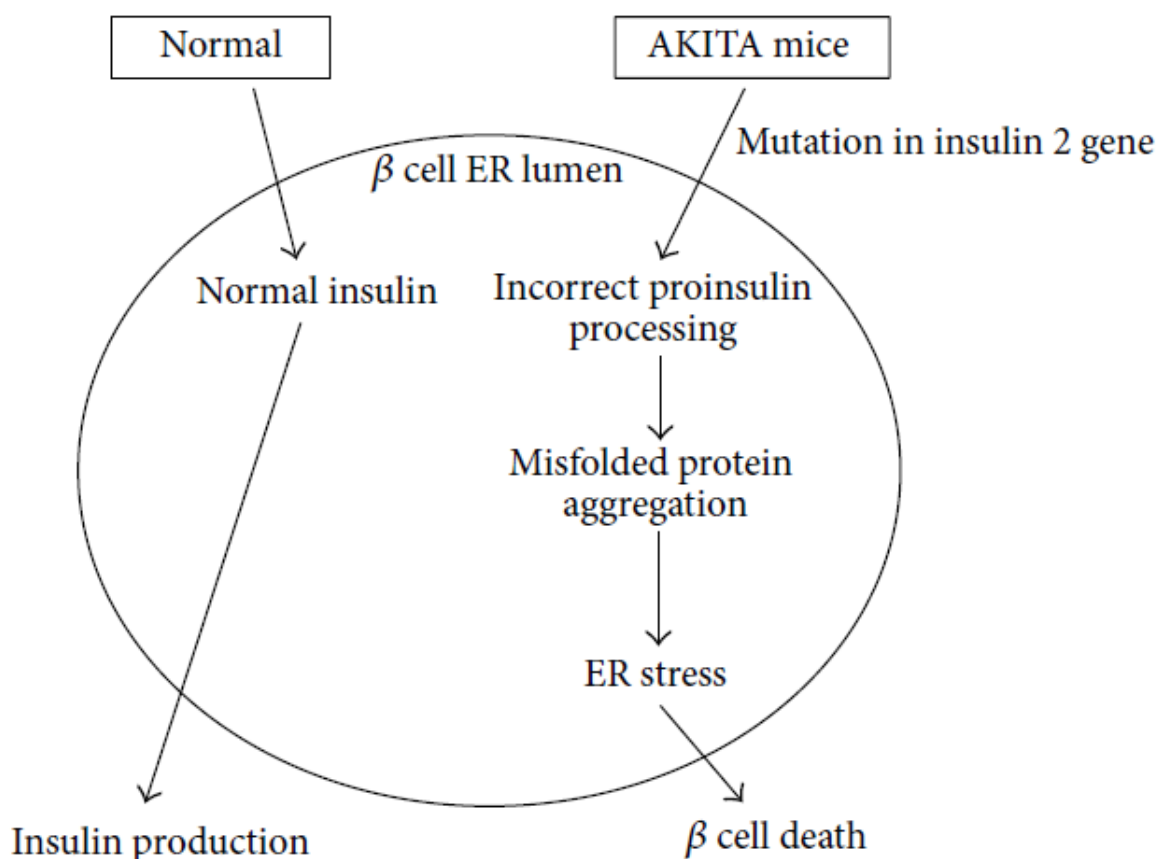 Normal
AKITA mice
Mutation in insulin 2 gene
β cell ER lumen
Normal insulin
Incorrect proinsulin
processing
Misfolded protein
aggregation
ER stress
Insulin production
β cell death